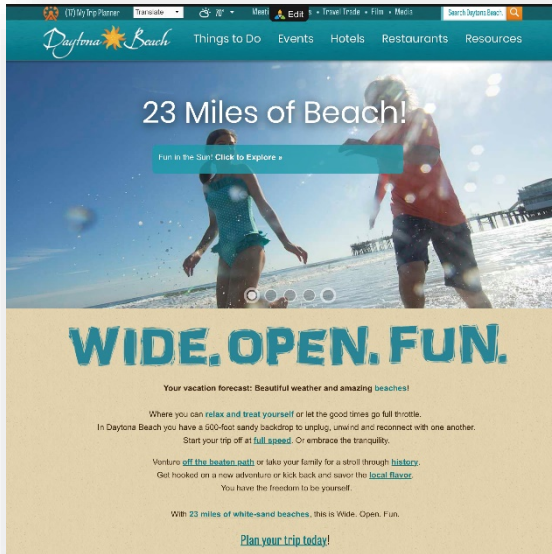 (17) My Trip Planner Translate 78° Meeti Edit s • Travel Trade • Film • Media Search Daytona Beach.
Daytona Beach Things to Do Events Hotels Restaurants Resources
23 Miles of Beach!
Fun in the Sun! Click to Explore »
WIDE. OPEN. FUN.
Your vacation forecast: Beautiful weather and amazing beaches!
Where you can relax and treat yourself or let the good times go full throttle.
In Daytona Beach you have a 500-foot sandy backdrop to unplug, unwind and reconnect with one another.
Start your trip off at full speed. Or embrace the tranquility.
Venture off the beaten path or take your family for a stroll through history.
Get hooked on a new adventure or kick back and savor the local flavor.
You have the freedom to be yourself.
With 23 miles of white-sand beaches, this is Wide. Open. Fun.
Plan your trip today!